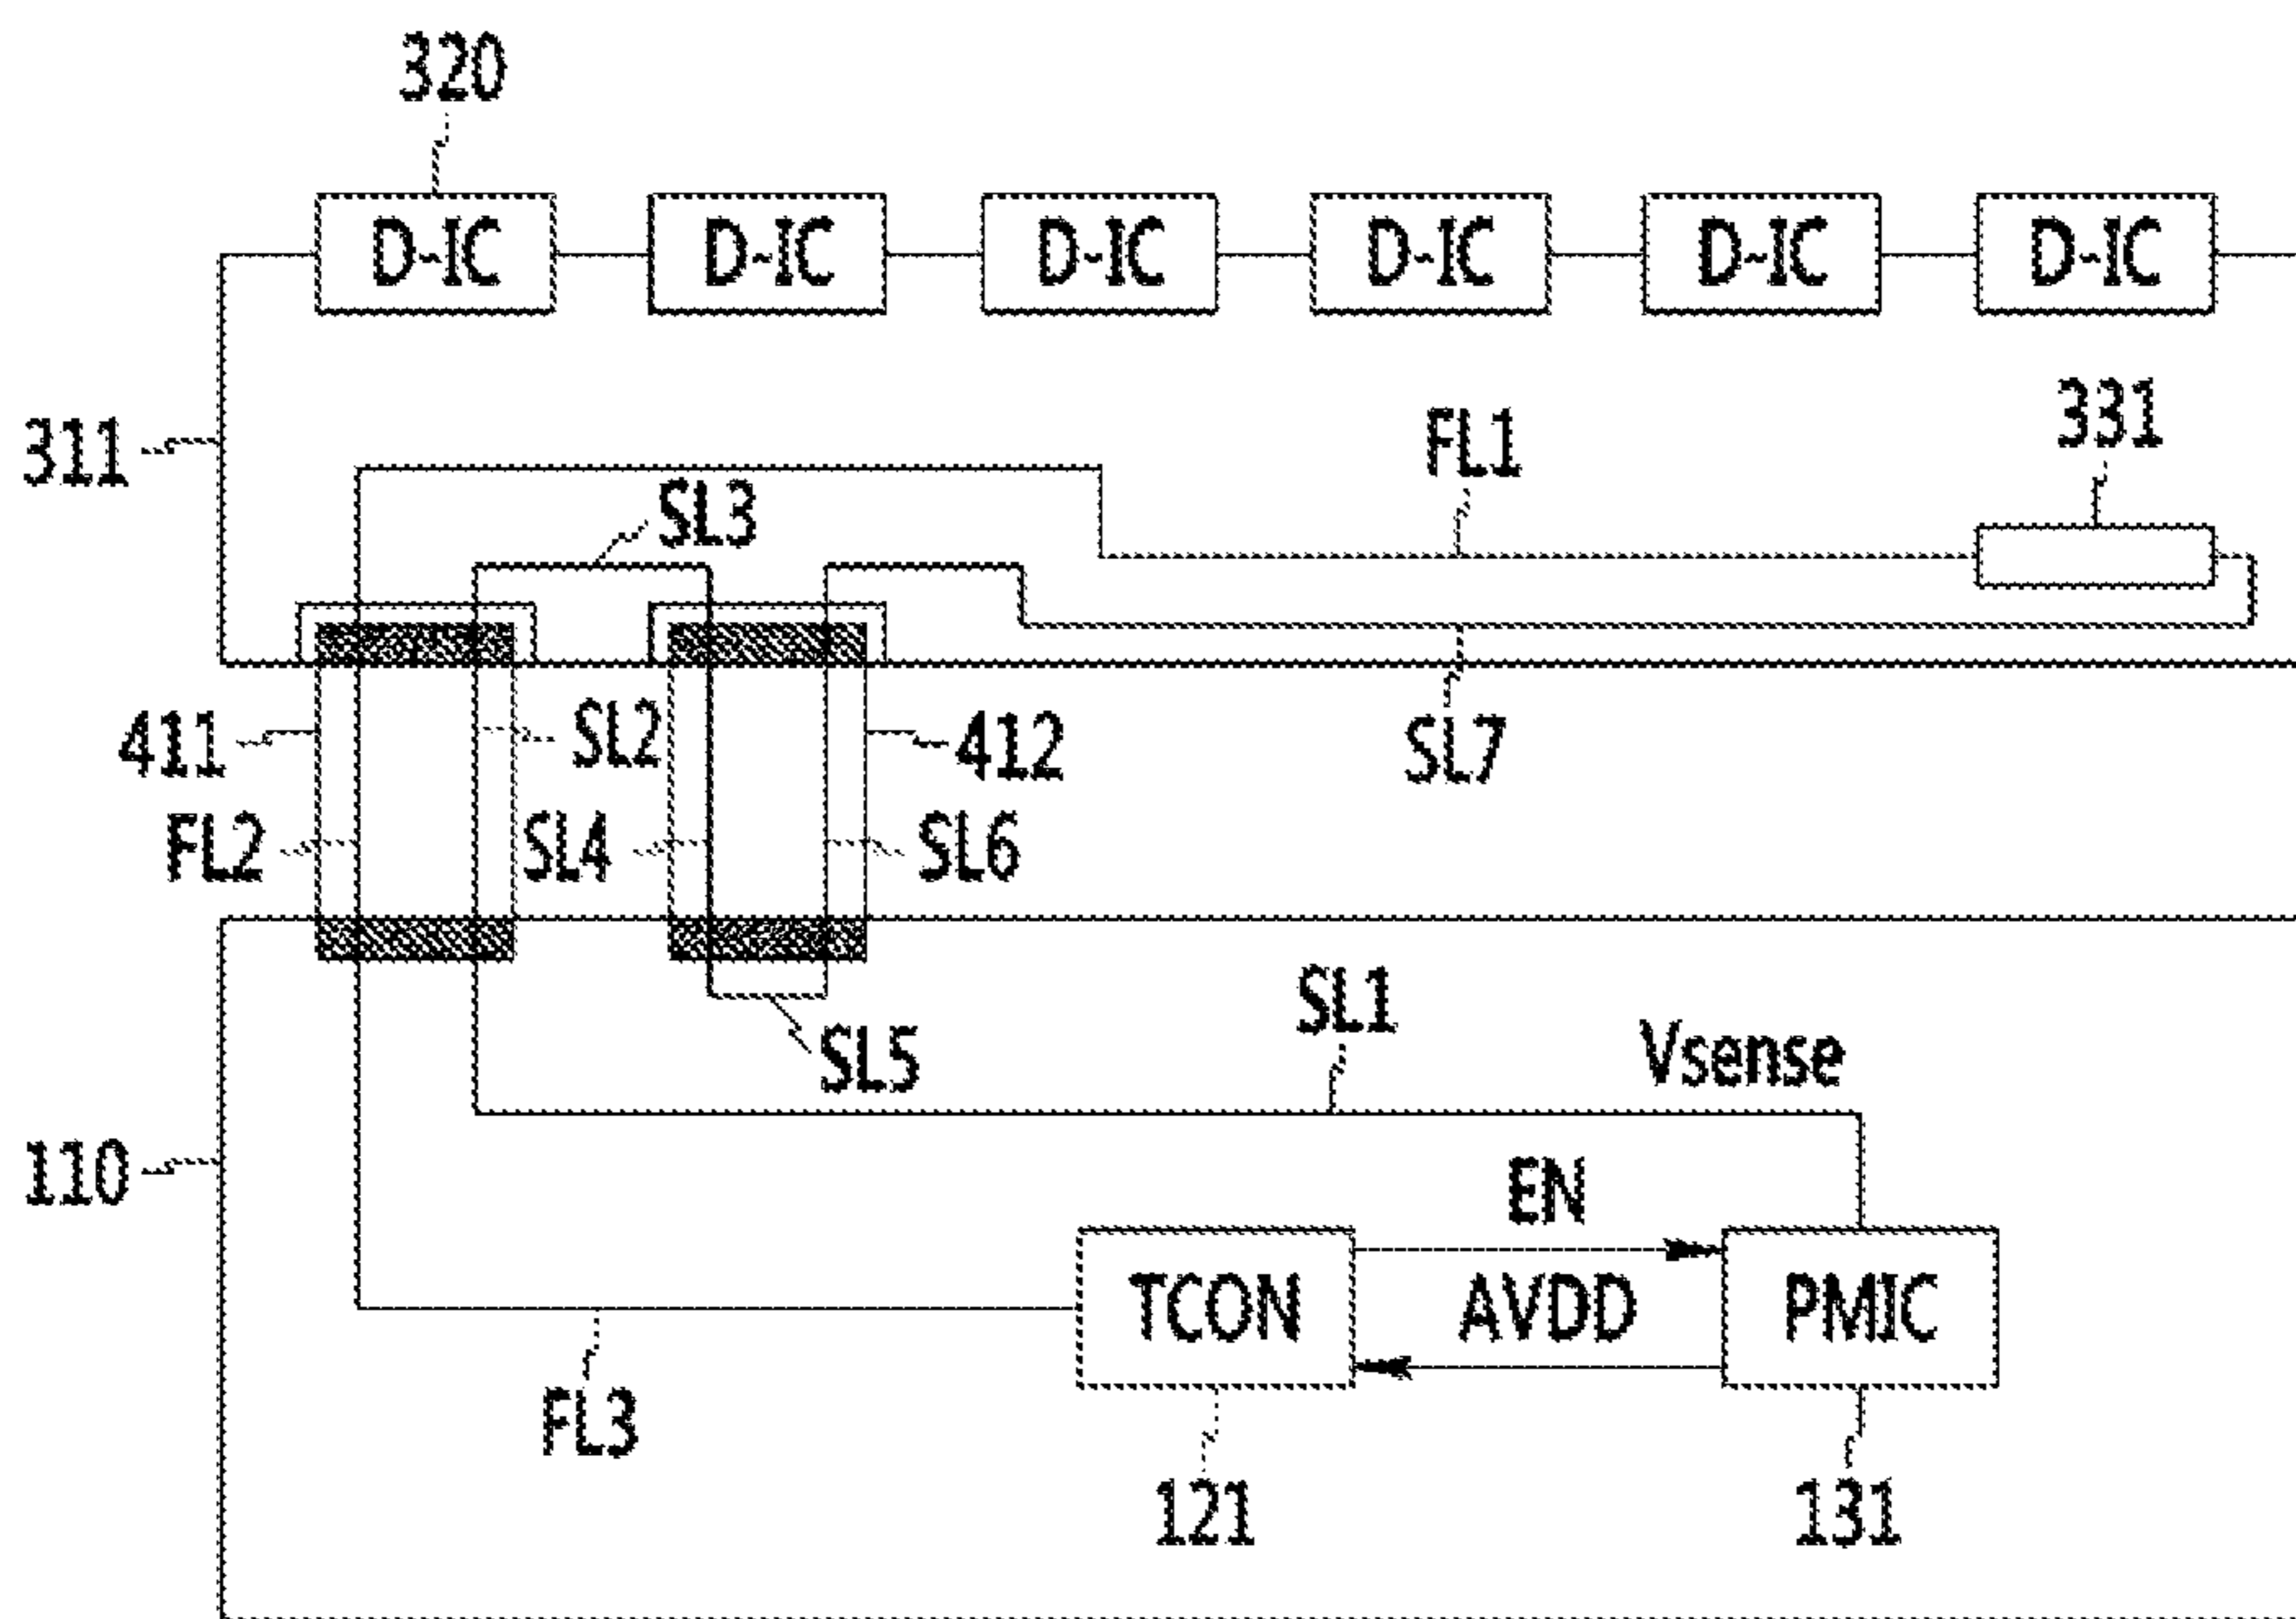 320
D-IC D-IC D-IC D-IC D-IC D-IC
331
FL1
311
SL3
411
SL2
412
SL7
FL2
SL4
SL6
SL1
Vsense
SL5
110
EN
TCON
AVDD
PMIC
FL3
121
131